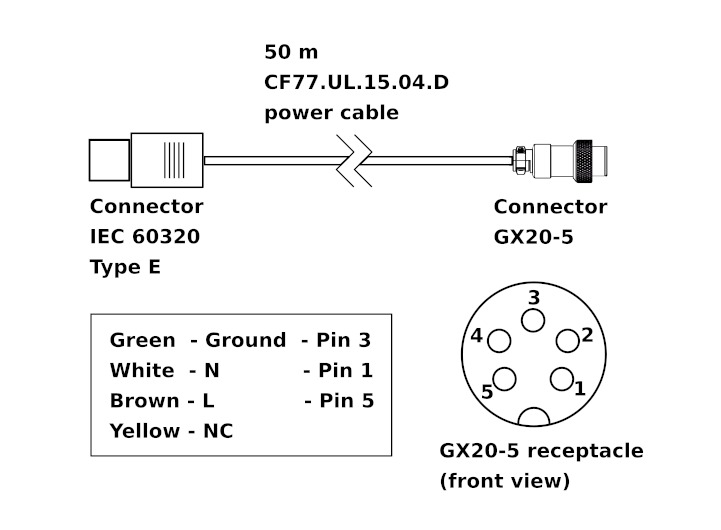 50 m
CF77.UL.15.04.D
power cable
Connector
IEC 60320
Type E
Connector
GX20-5
Green - Ground - Pin 3
White - N - Pin 1
Brown - L - Pin 5
Yellow - NC
3
4 2
5 1
GX20-5 receptacle
(front view)